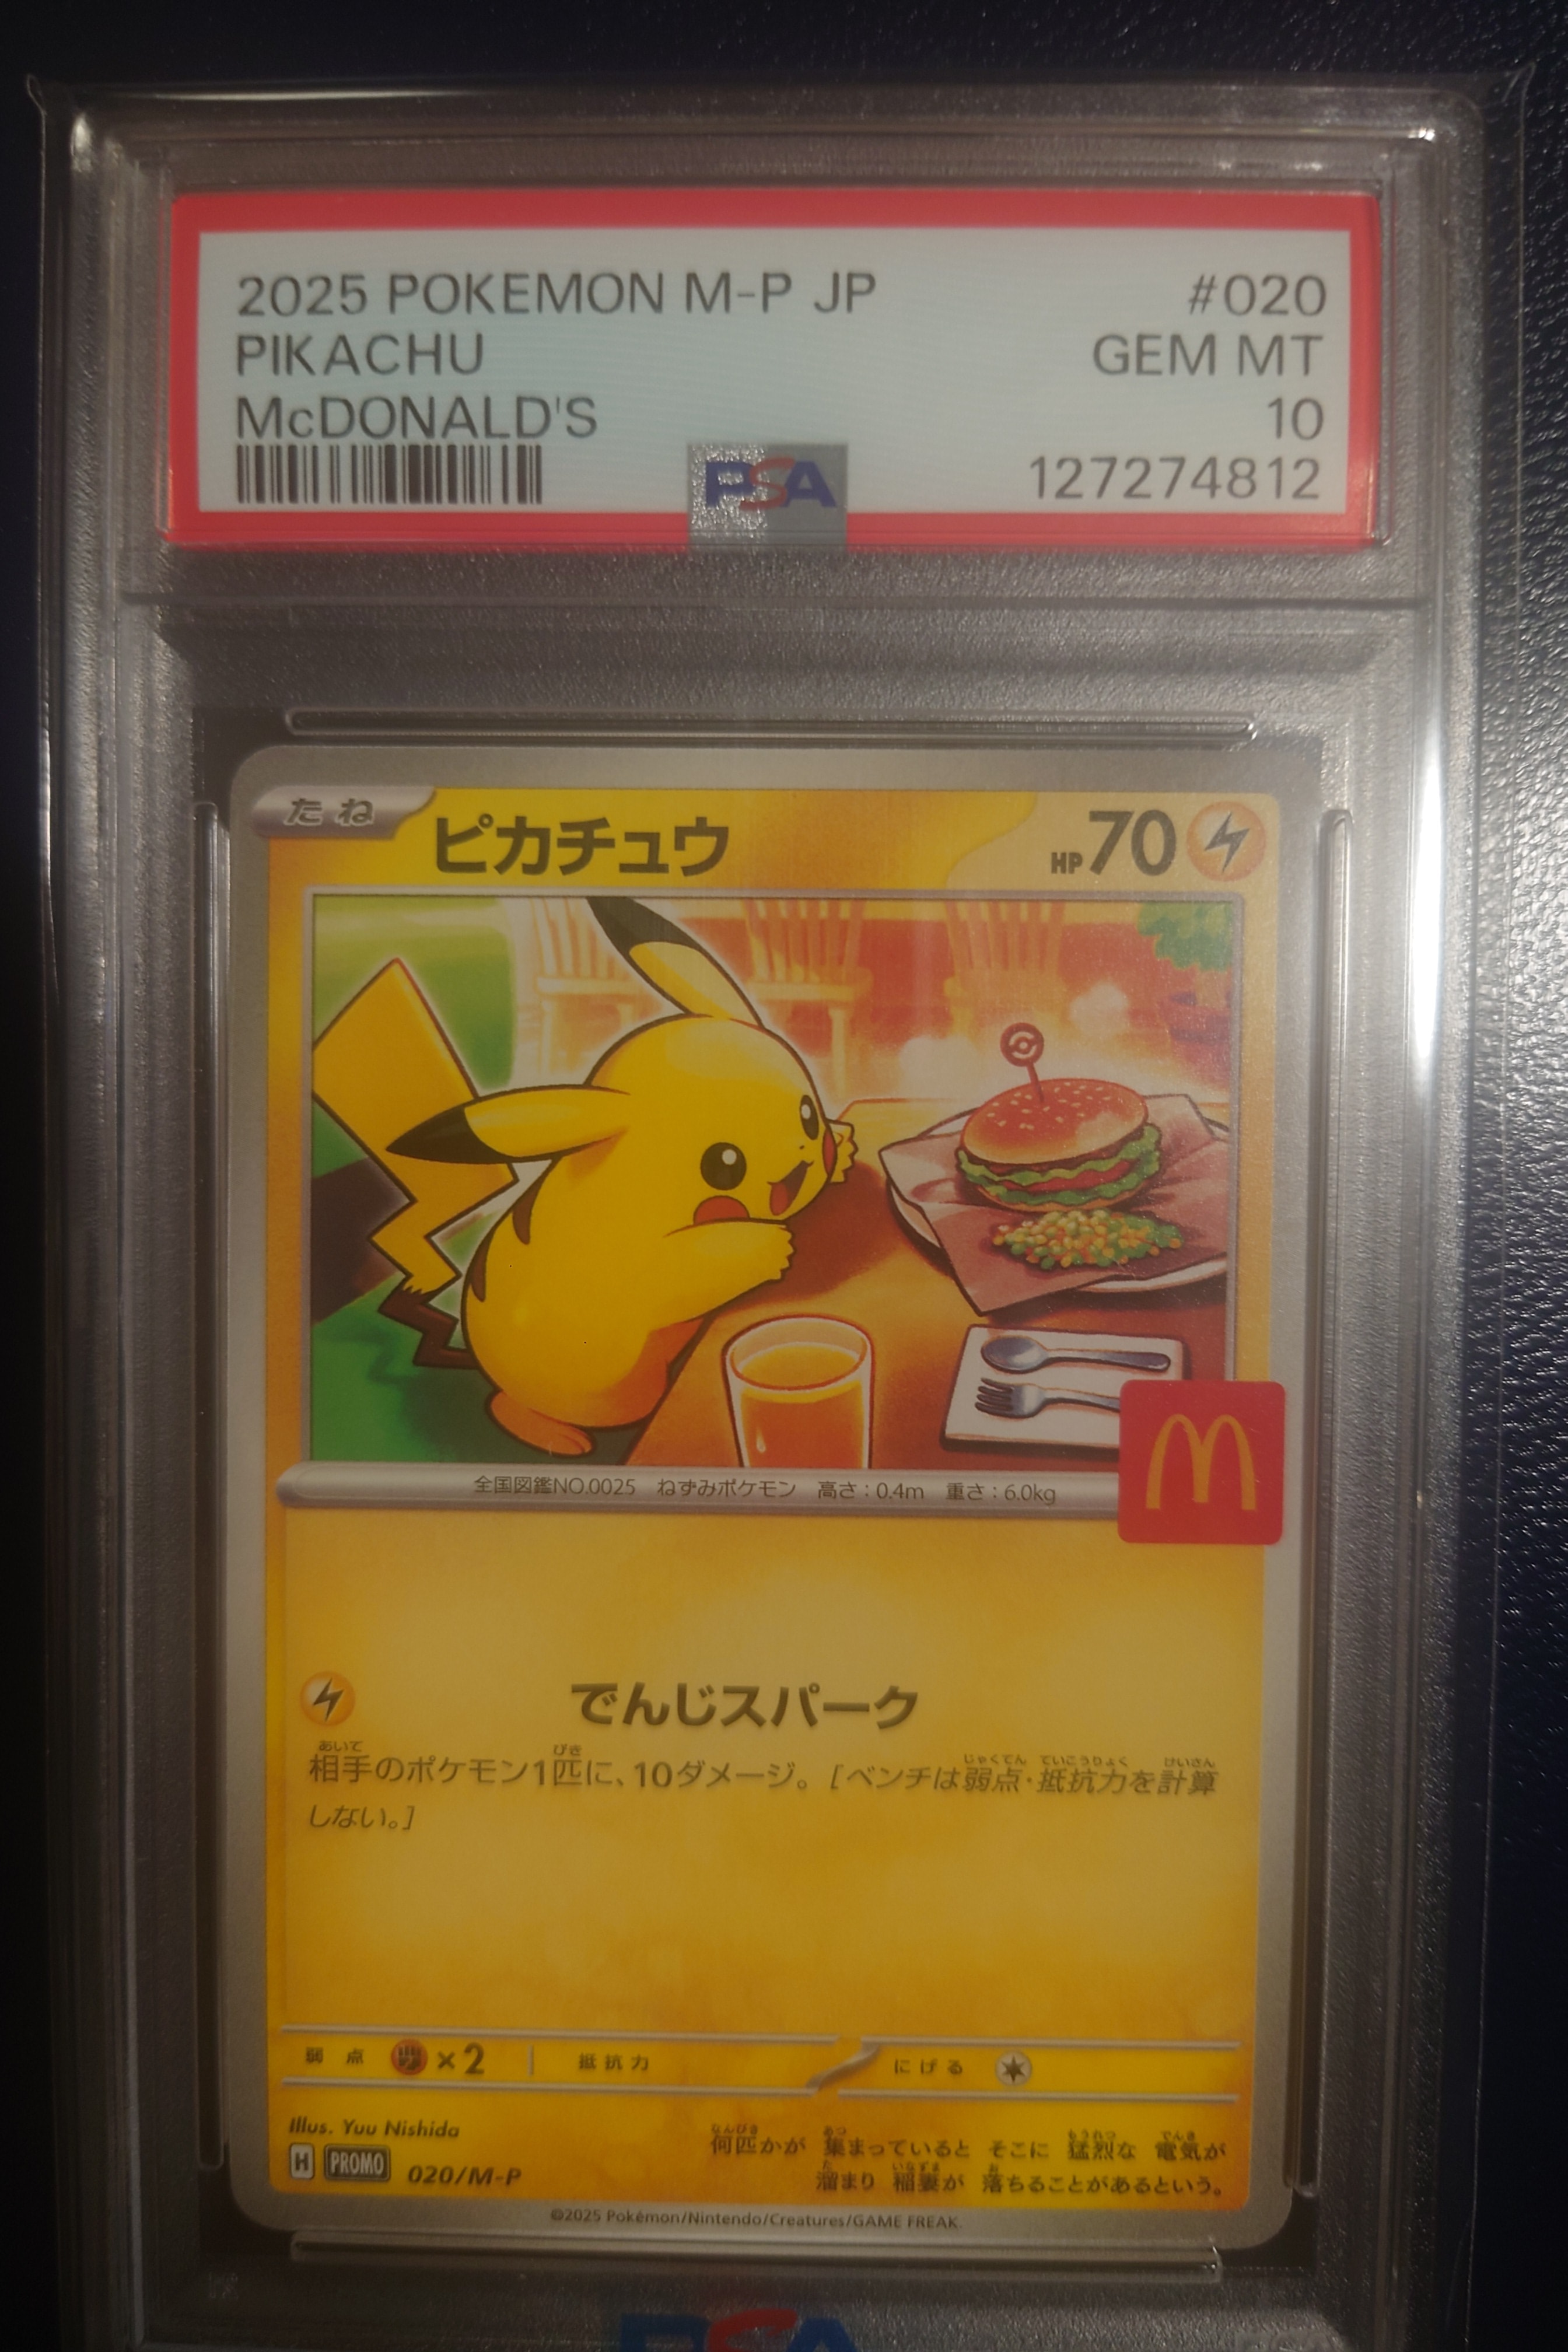 2025 POKEMON M-P JP #020
PIKACHU GEM MT
McDONALD'S 10
PSA 127274812
たね ピカチュウ HP70
全国図鑑NO.0025 ねずみポケモン 高さ:0.4m 重さ:6.0kg
でんじスパーク
相手のポケモン1匹に、10ダメージ。[ベンチは弱点・抵抗力を計算
しない。]
弱点 ×2 抵抗力 にげる
Illus. Yuu Nishida
何匹かが 集まっていると そこに 猛烈な 電気が
H PROMO 020/M-P
溜まり 稲妻が 落ちることがあるという。
©2025 Pokémon/Nintendo/Creatures/GAME FREAK.
PSA